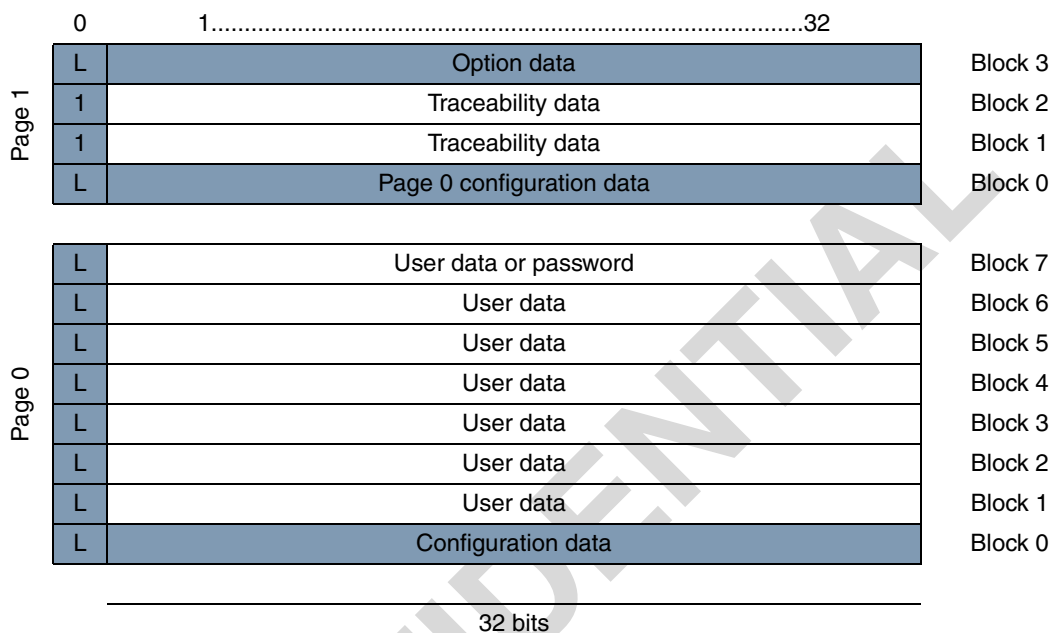 0 1..........................................................................................32
Page 1
L Option data Block 3
1 Traceability data Block 2
1 Traceability data Block 1
L Page 0 configuration data Block 0
Page 0
L User data or password Block 7
L User data Block 6
L User data Block 5
L User data Block 4
L User data Block 3
L User data Block 2
L User data Block 1
L Configuration data Block 0
32 bits
IDENTIAL